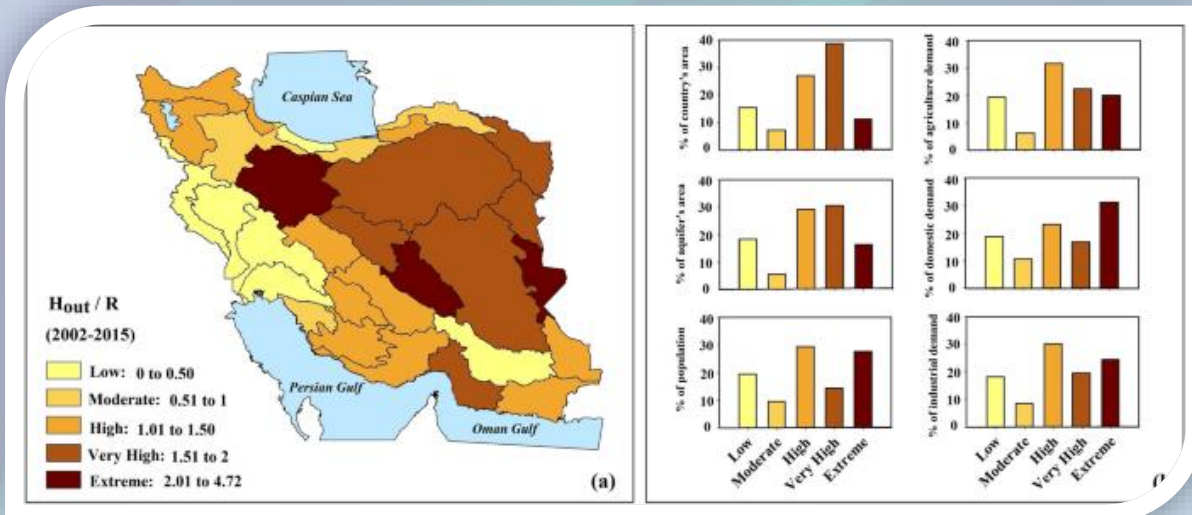 Caspian Sea
H_out / R
(2002-2015)
Low: 0 to 0.50
Moderate: 0.51 to 1
High: 1.01 to 1.50
Very High: 1.51 to 2
Extreme: 2.01 to 4.72
Persian Gulf
Oman Gulf
(a)
% of country's area
40
30
20
10
0
% of agriculture demand
40
30
20
10
0
% of aquifer's area
40
30
20
10
0
% of domestic demand
40
30
20
10
0
% of population
40
30
20
10
0
Low
Moderate
High
Very High
Extreme
% of industrial demand
40
30
20
10
0
Low
Moderate
High
Very High
Extreme